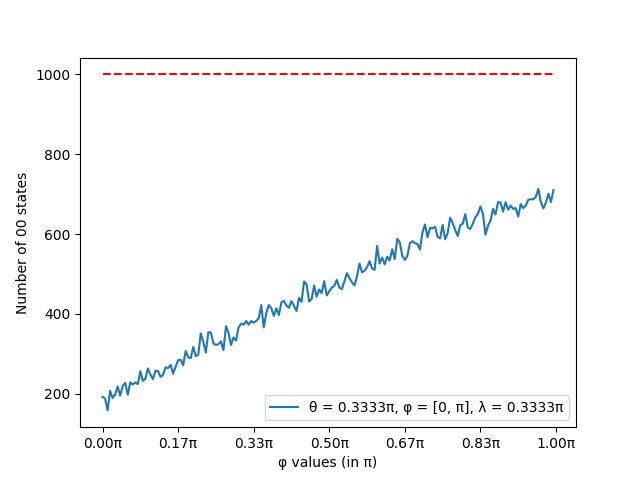 Number of 00 states
1000
800
600
400
200
θ = 0.3333π, φ = [0, π], λ = 0.3333π
0.00π 0.17π 0.33π 0.50π 0.67π 0.83π 1.00π
φ values (in π)